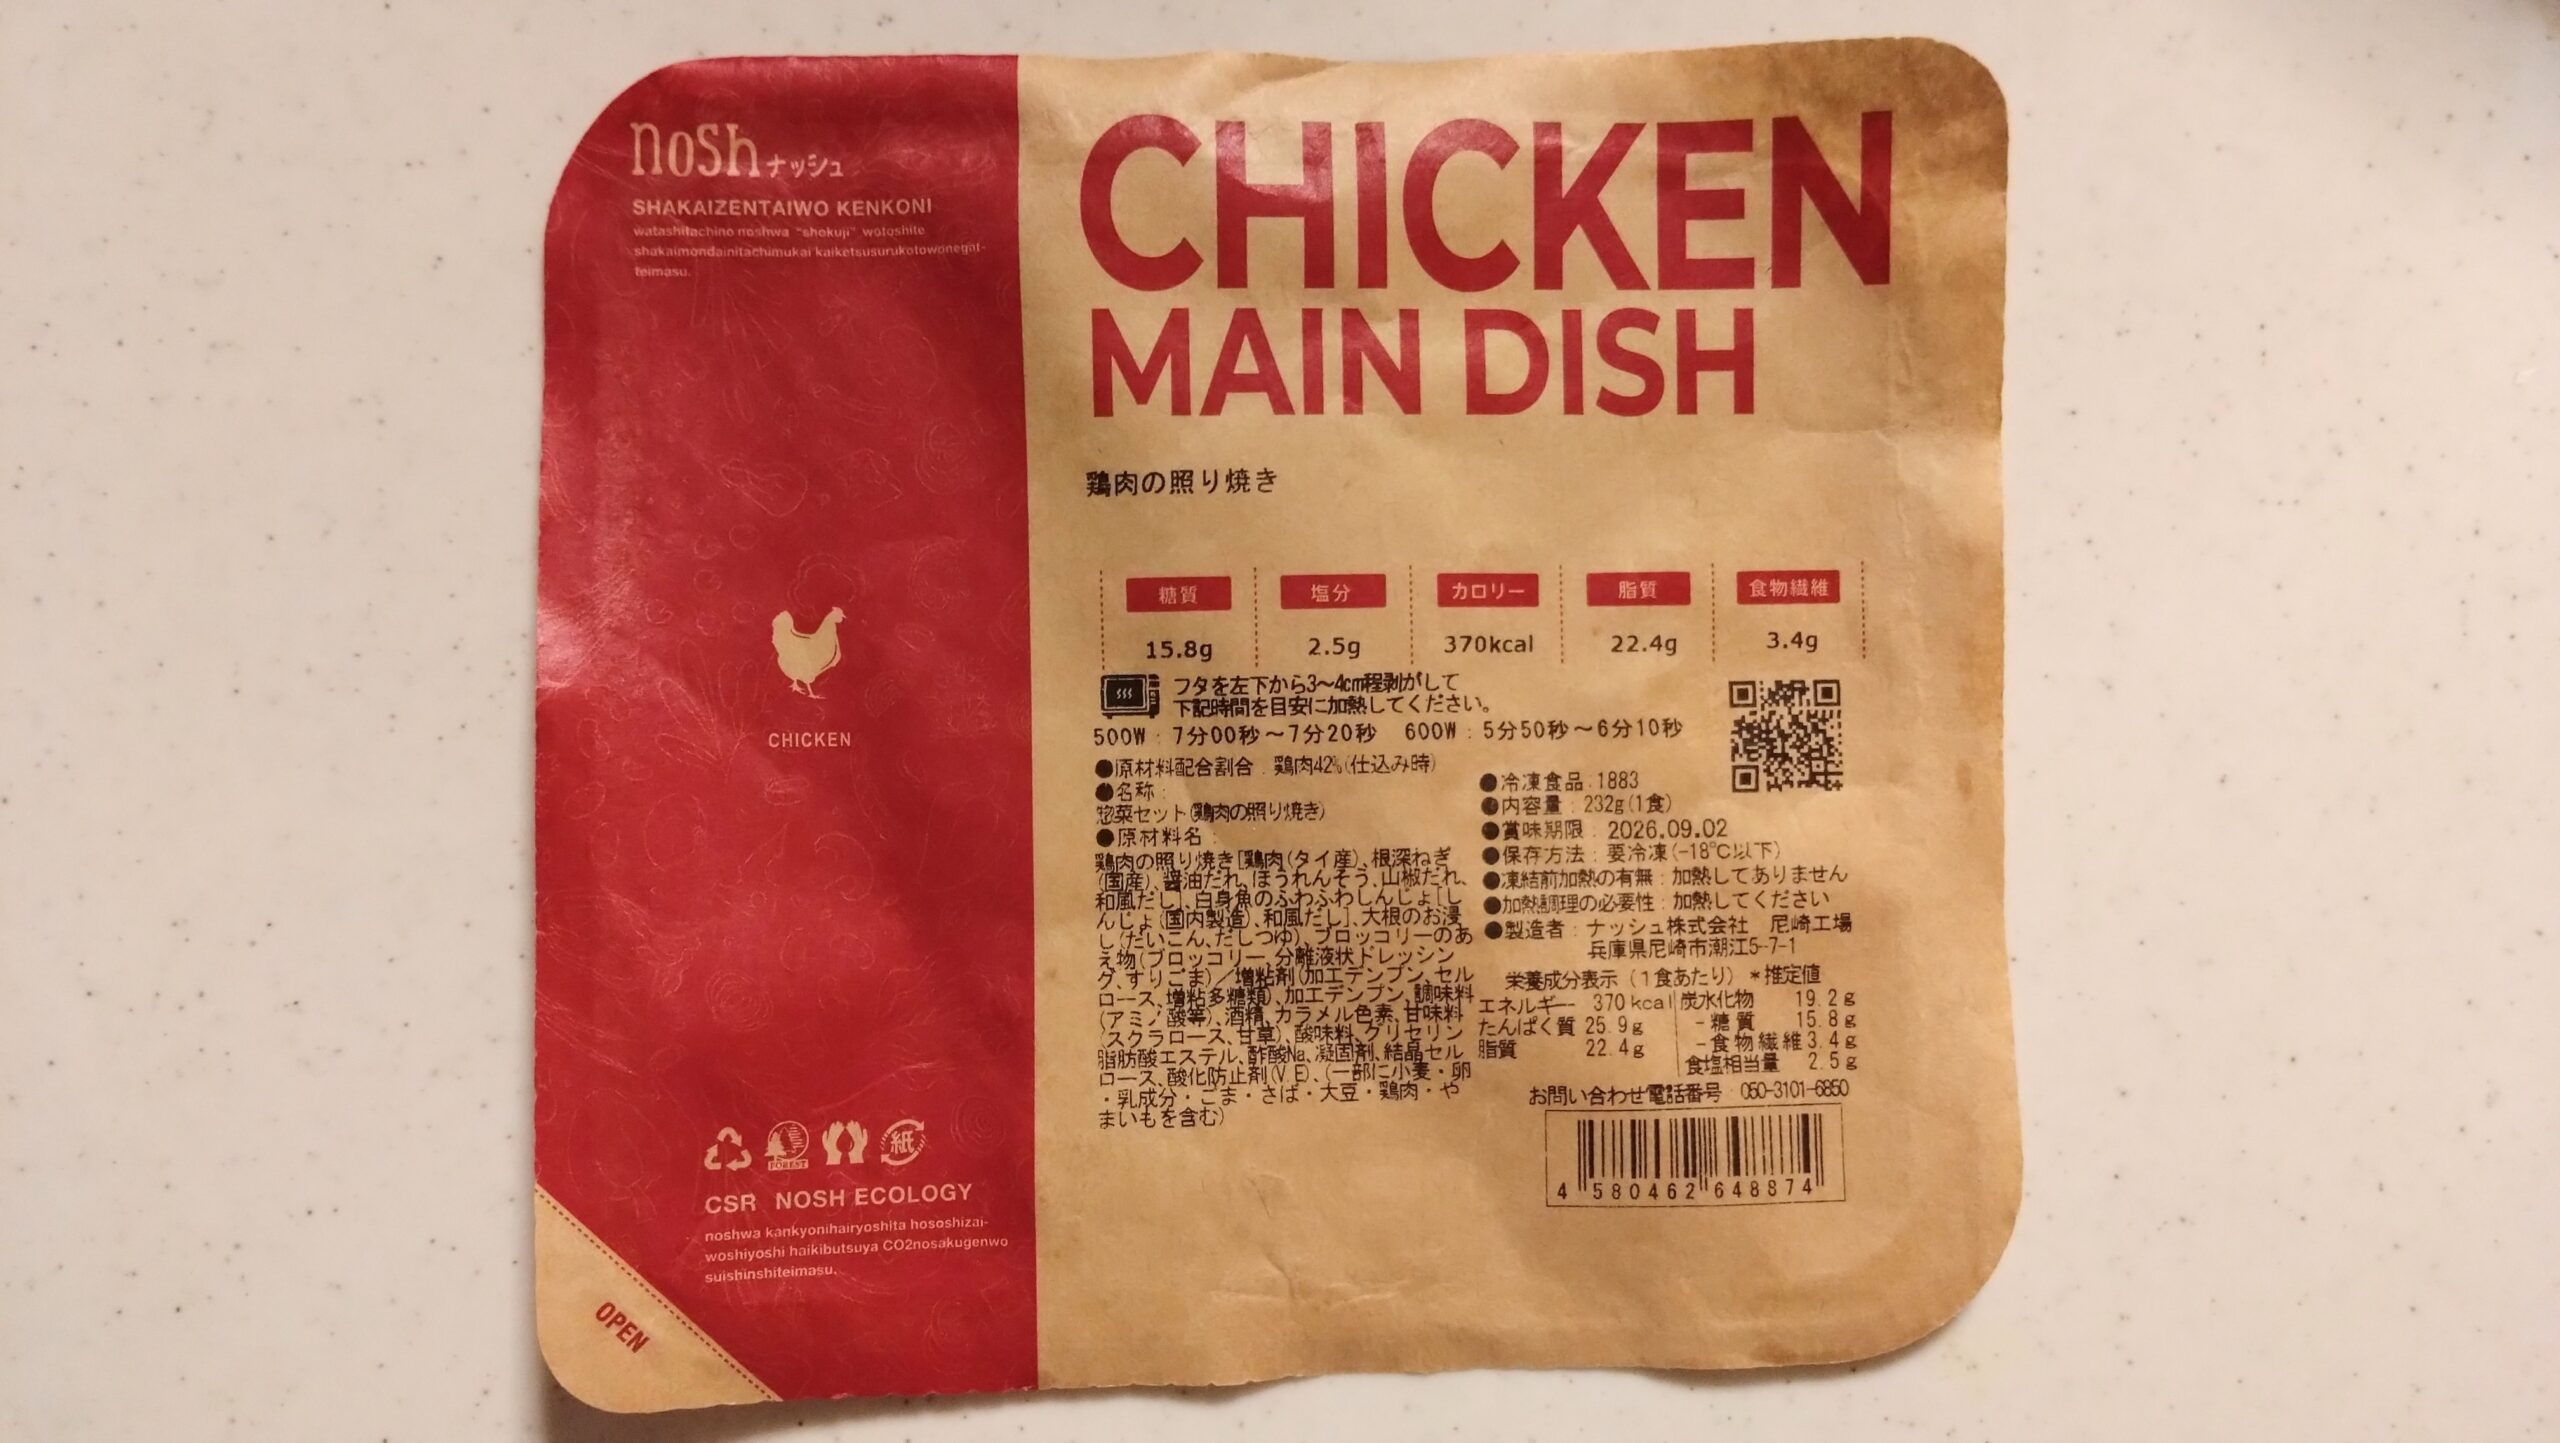 nosh ナッシュ
SHAKAIZENTAIWO KENKONI
watashitachino noshwa "shokuji" wotoshite
shakaimondainitachimukai kaiketsusurukotowonegat-
teimasu.
CHICKEN
CSR NOSH ECOLOGY
noshwa kankyonihairyoshita hososhizai-
woshiyoshi haikibutsuya CO2nosakugenwo
suishinshiteimasu.
FOREST
紙
OPEN
CHICKEN
MAIN DISH
鶏肉の照り焼き
糖質 塩分 カロリー 脂質 食物繊維
15.8g 2.5g 370kcal 22.4g 3.4g
フタを左下から3～4cm程剥がして
下記時間を目安に加熱してください。
500W：7分00秒～7分20秒 600W：5分50秒～6分10秒
●原材料配合割合：鶏肉42%(仕込み時)
●名称：
惣菜セット(鶏肉の照り焼き)
●原材料名：
鶏肉の照り焼き[鶏肉(タイ産)、根深ねぎ
(国産)、醤油だれ、ほうれんそう、山椒だれ、
和風だし]、白身魚のふわふわしんじょ[し
んじょ(国内製造)、和風だし]、大根のお浸
し(だいこん、だしつゆ)、ブロッコリーのあ
え物(ブロッコリー、分離液状ドレッシン
グ、すりごま)／増粘剤(加工デンプン、セル
ロース、増粘多糖類)、加工デンプン、調味料
(アミノ酸等)、酒精、カラメル色素、甘味料
(スクラロース、甘草)、酸味料、グリセリン
脂肪酸エステル、酢酸Na、凝固剤、結晶セル
ロース、酸化防止剤(V.E)、(一部に小麦・卵
・乳成分・ごま・さば・大豆・鶏肉・や
まいもを含む)
●冷凍食品：1883
●内容量：232g(1食)
●賞味期限：2026.09.02
●保存方法：要冷凍(-18℃以下)
●凍結前加熱の有無：加熱してありません
●加熱調理の必要性：加熱してください
●製造者：ナッシュ株式会社 尼崎工場
兵庫県尼崎市潮江5-7-1
栄養成分表示（1食あたり）＊推定値
エネルギー 370 kcal 炭水化物 19.2g
たんぱく質 25.9g -糖質 15.8g
脂質 22.4g -食物繊維 3.4g
食塩相当量 2.5g
お問い合わせ電話番号 050-3101-6850
4 580462 648874